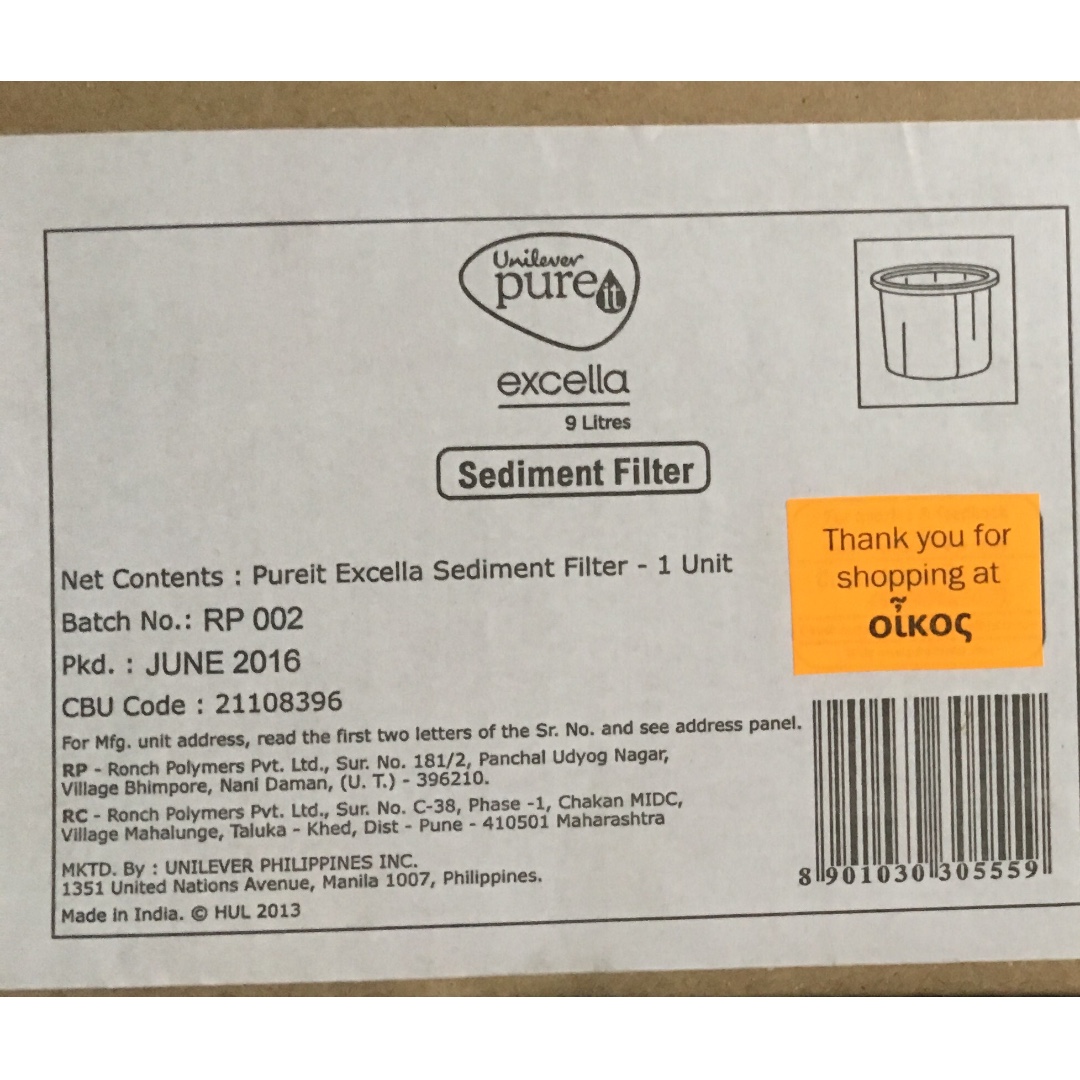 Unilever
pureit
excella
9 Litres
Sediment Filter
Thank you for
shopping at
οἶκος
Net Contents : Pureit Excella Sediment Filter - 1 Unit
Batch No.: RP 002
Pkd. : JUNE 2016
CBU Code : 21108396
For Mfg. unit address, read the first two letters of the Sr. No. and see address panel.
RP - Ronch Polymers Pvt. Ltd., Sur. No. 181/2, Panchal Udyog Nagar,
Village Bhimpore, Nani Daman, (U. T.) - 396210.
RC - Ronch Polymers Pvt. Ltd., Sur. No. C-38, Phase -1, Chakan MIDC,
Village Mahalunge, Taluka - Khed, Dist - Pune - 410501 Maharashtra
MKTD. By : UNILEVER PHILIPPINES INC.
1351 United Nations Avenue, Manila 1007, Philippines.
Made in India. © HUL 2013
8 901030 305559